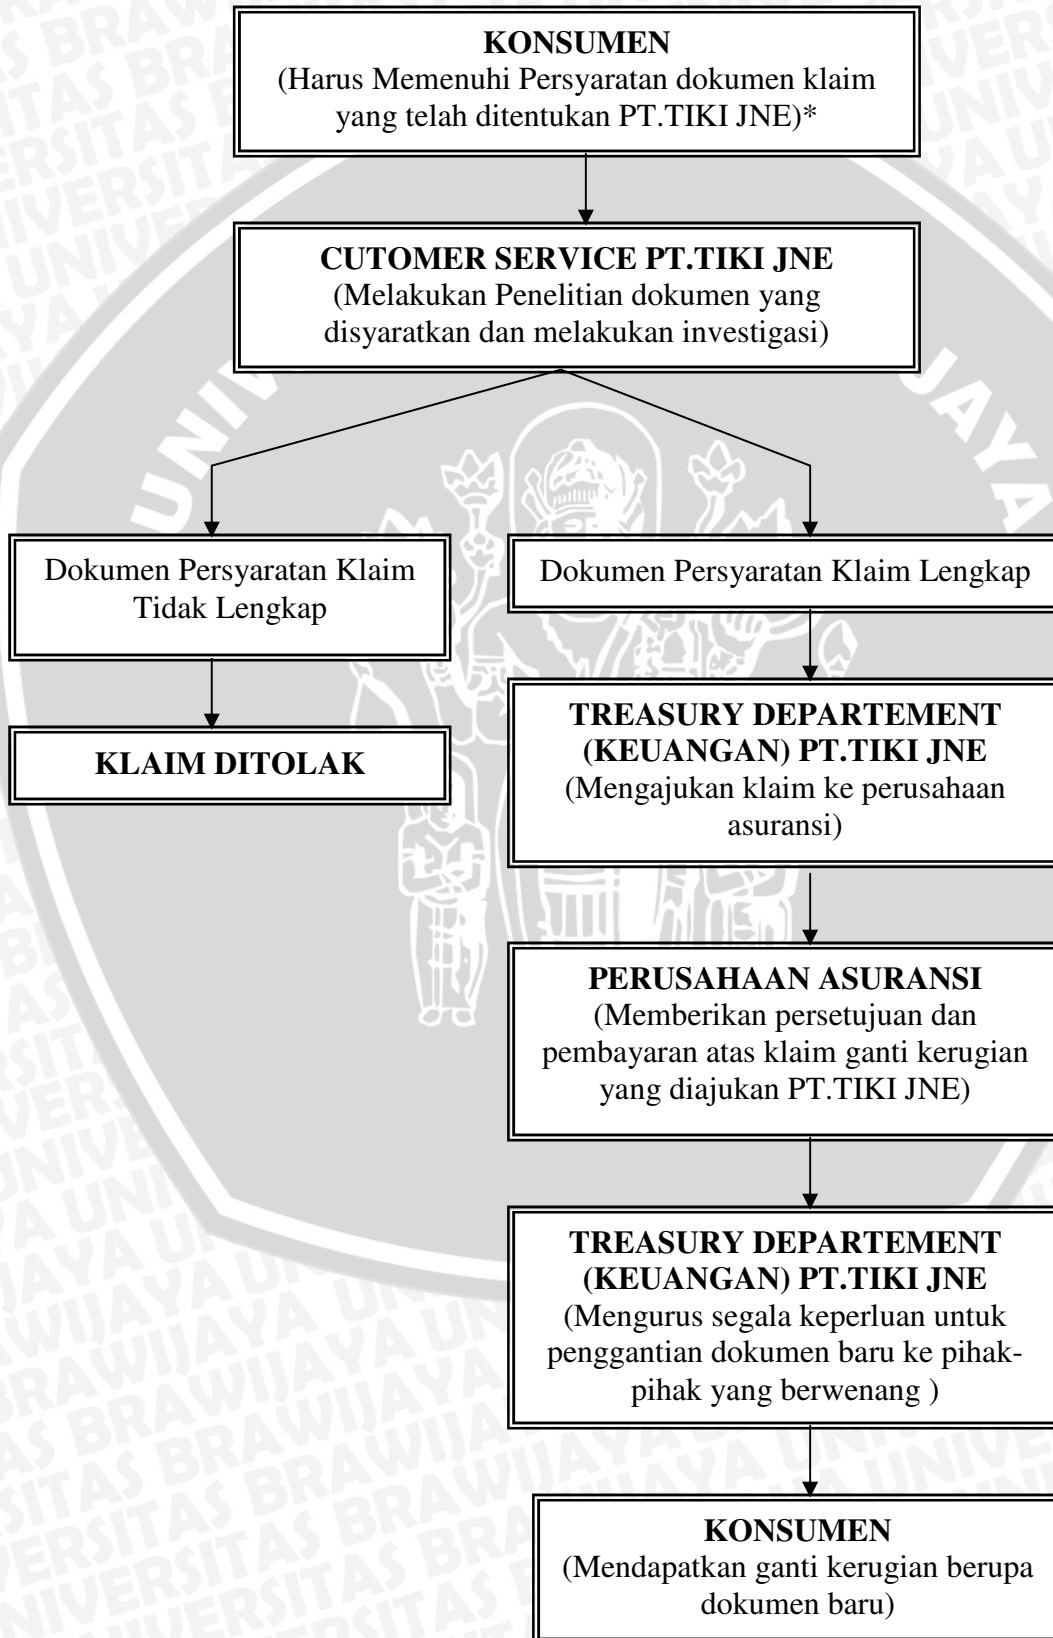 KONSUMEN
(Harus Memenuhi Persyaratan dokumen klaim
yang telah ditentukan PT.TIKI JNE)*
CUTOMER SERVICE PT.TIKI JNE
(Melakukan Penelitian dokumen yang
disyaratkan dan melakukan investigasi)
Dokumen Persyaratan Klaim
Tidak Lengkap
KLAIM DITOLAK
Dokumen Persyaratan Klaim Lengkap
TREASURY DEPARTEMENT
(KEUANGAN) PT.TIKI JNE
(Mengajukan klaim ke perusahaan
asuransi)
PERUSAHAAN ASURANSI
(Memberikan persetujuan dan
pembayaran atas klaim ganti kerugian
yang diajukan PT.TIKI JNE)
TREASURY DEPARTEMENT
(KEUANGAN) PT.TIKI JNE
(Mengurus segala keperluan untuk
penggantian dokumen baru ke pihak-
pihak yang berwenang )
KONSUMEN
(Mendapatkan ganti kerugian berupa
dokumen baru)